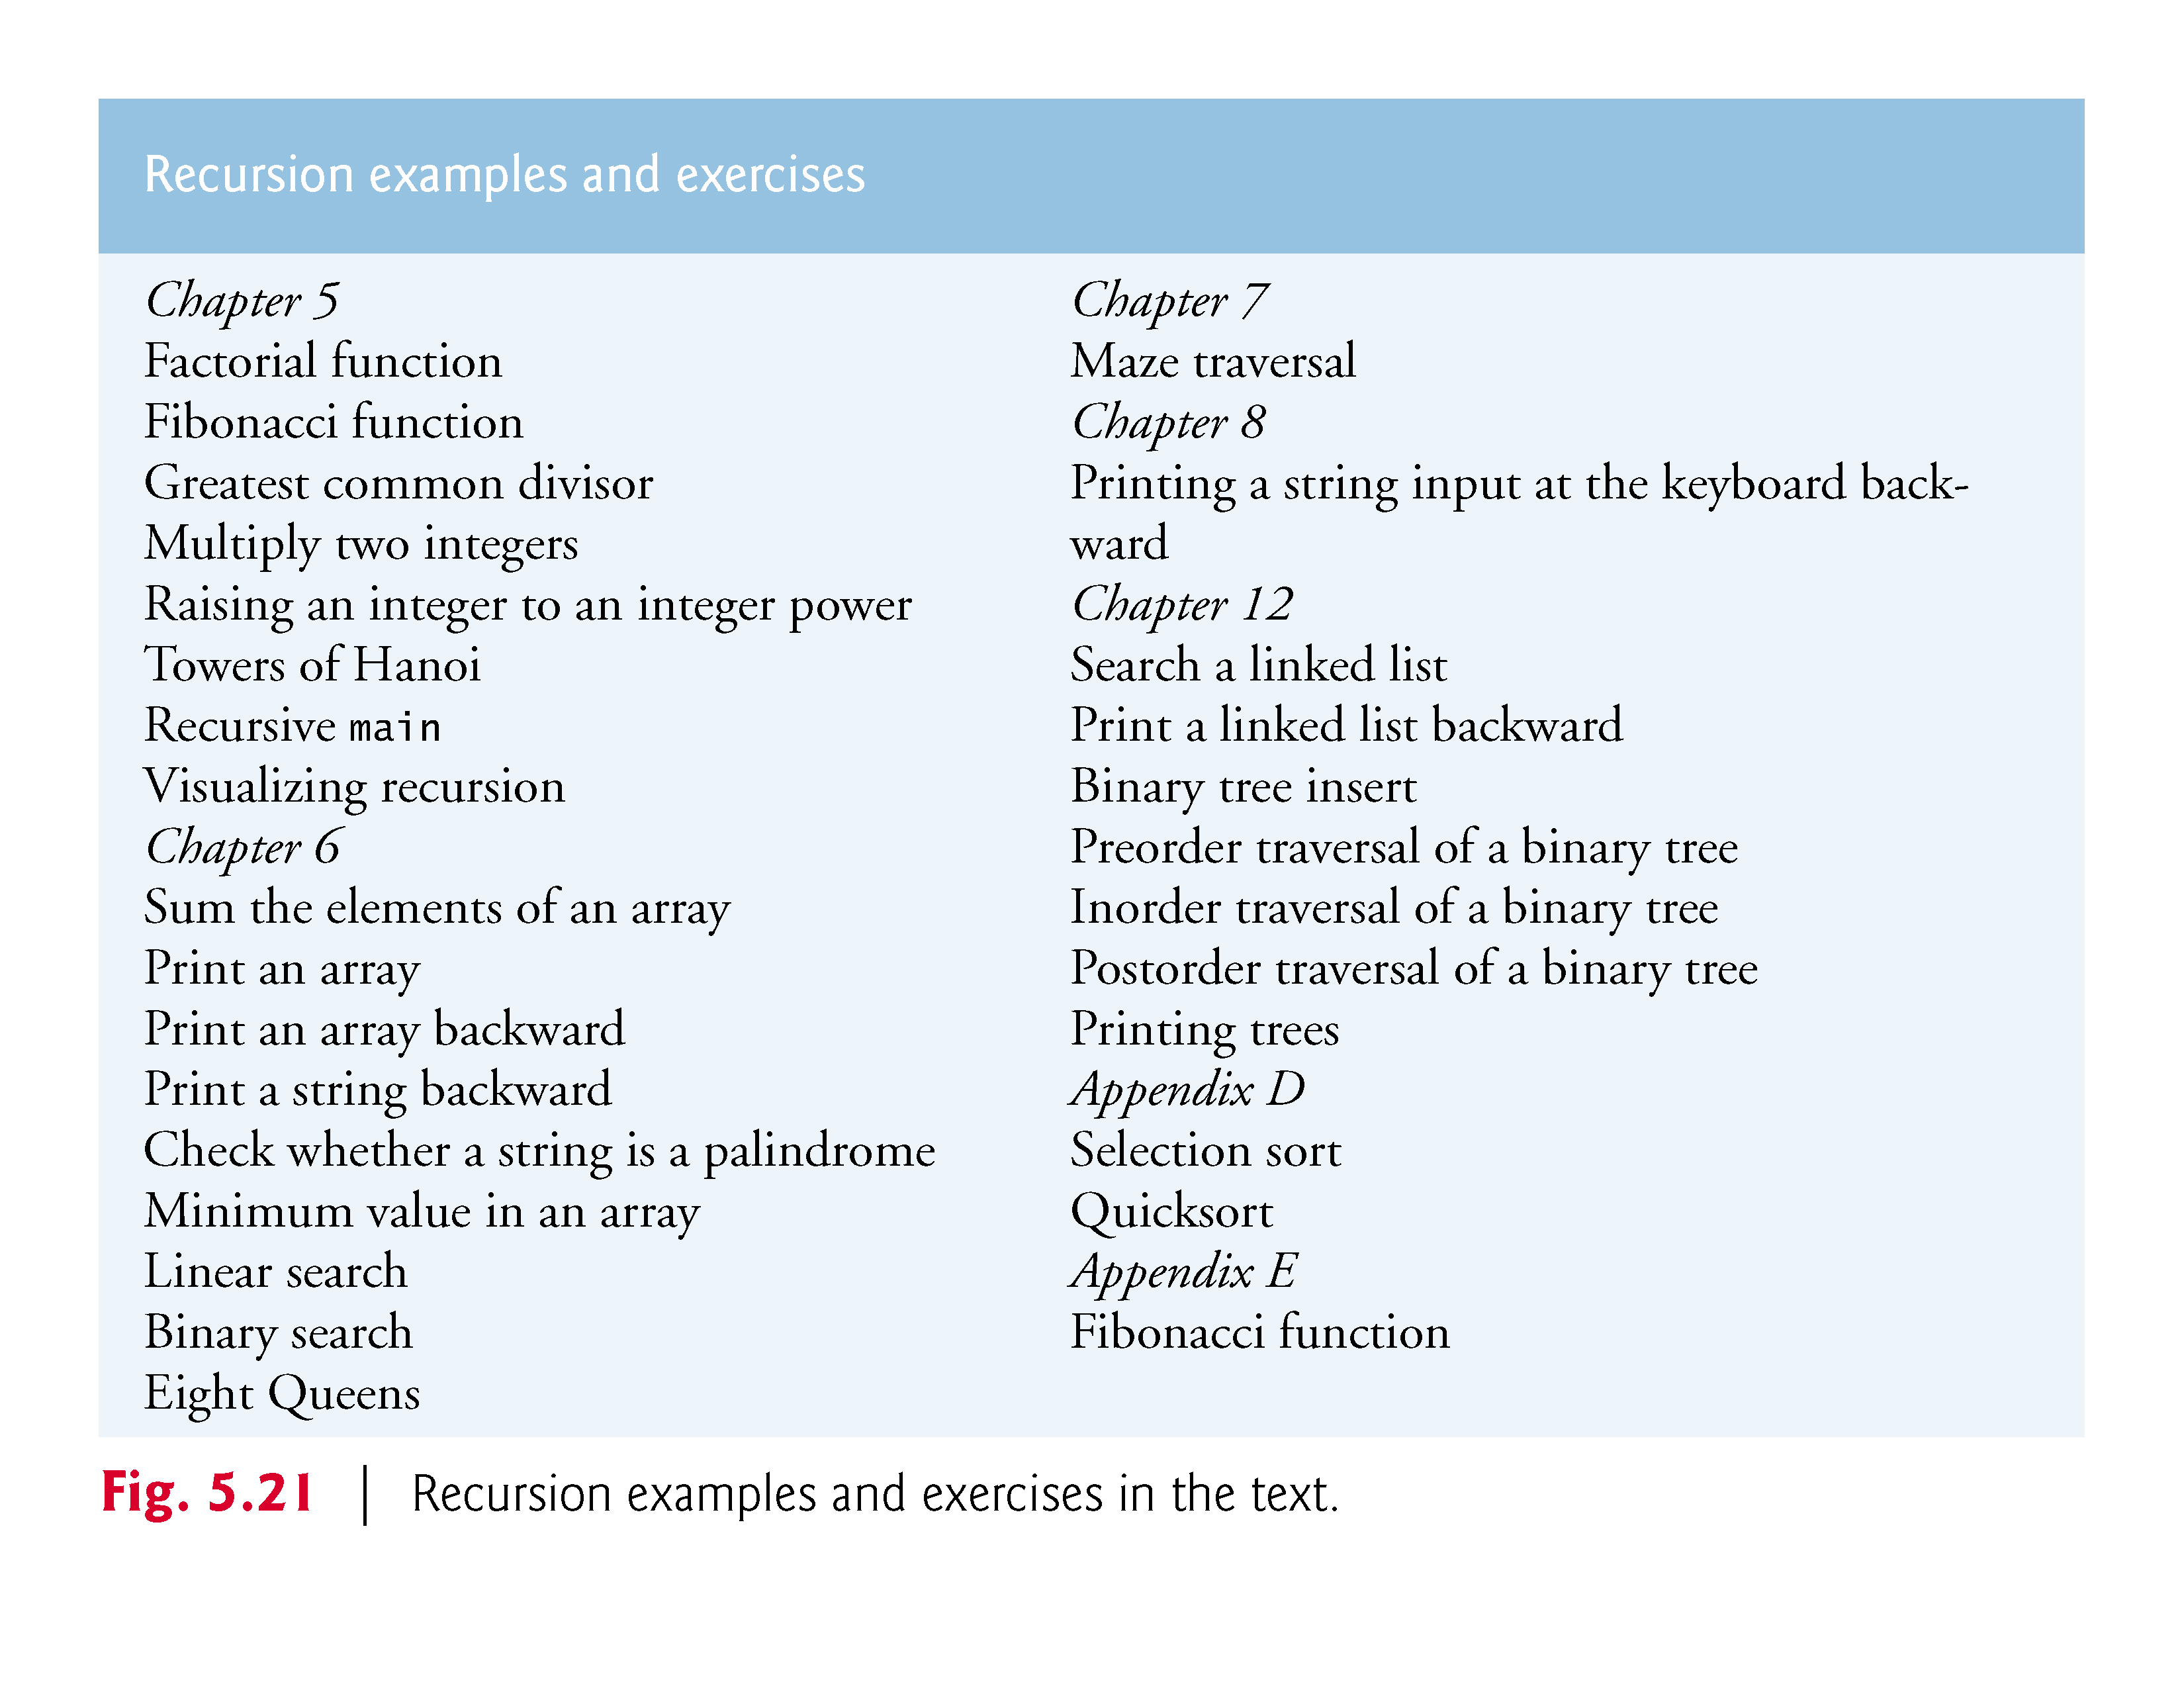 Recursion examples and exercises
Chapter 5
Factorial function
Fibonacci function
Greatest common divisor
Multiply two integers
Raising an integer to an integer power
Towers of Hanoi
Recursive main
Visualizing recursion
Chapter 6
Sum the elements of an array
Print an array
Print an array backward
Print a string backward
Check whether a string is a palindrome
Minimum value in an array
Linear search
Binary search
Eight Queens
Chapter 7
Maze traversal
Chapter 8
Printing a string input at the keyboard back-
ward
Chapter 12
Search a linked list
Print a linked list backward
Binary tree insert
Preorder traversal of a binary tree
Inorder traversal of a binary tree
Postorder traversal of a binary tree
Printing trees
Appendix D
Selection sort
Quicksort
Appendix E
Fibonacci function
Fig. 5.21 | Recursion examples and exercises in the text.